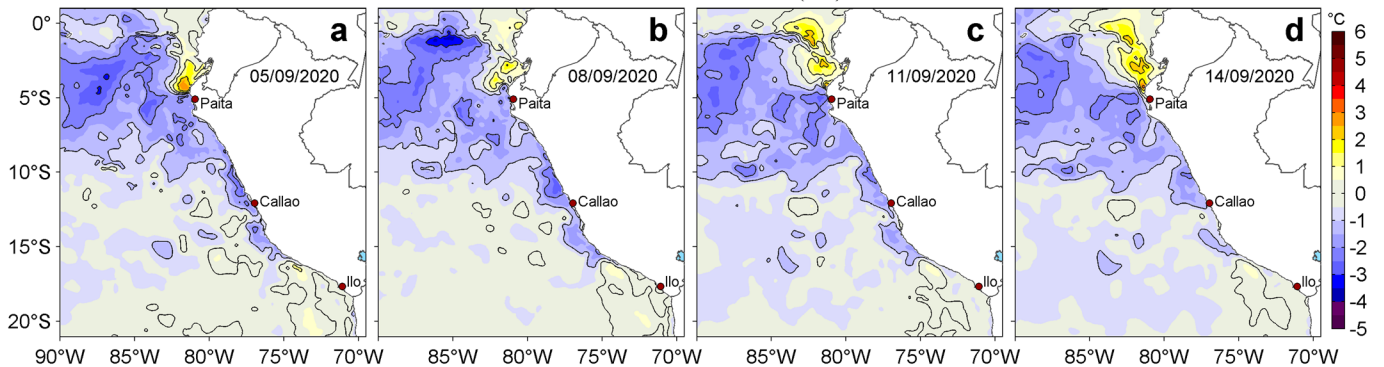 a
b
c
d
°C
0°
5°S
10°S
15°S
20°S
05/09/2020
08/09/2020
11/09/2020
14/09/2020
Paita
Paita
Paita
Paita
Callao
Callao
Callao
Callao
Ilo
Ilo
Ilo
Ilo
90°W 85°W 80°W 75°W 70°W
85°W 80°W 75°W 70°W
85°W 80°W 75°W 70°W
85°W 80°W 75°W 70°W
6
5
4
3
2
1
0
-1
-2
-3
-4
-5